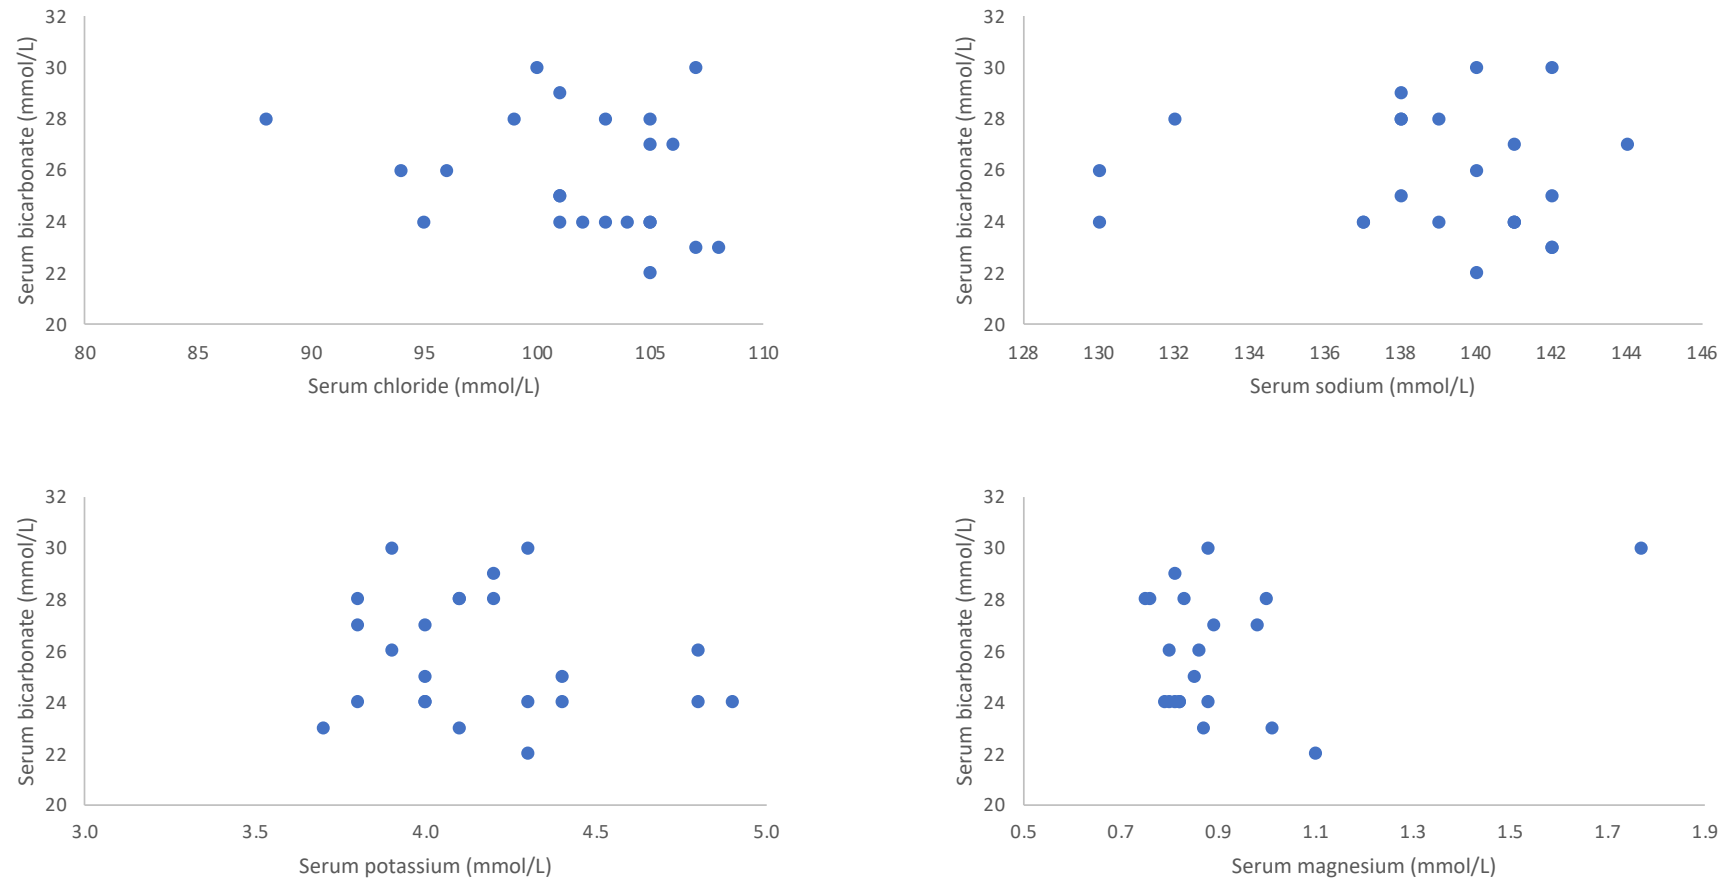 32
30
28
26
24
22
20
Serum bicarbonate (mmol/L)
80 85 90 95 100 105 110
Serum chloride (mmol/L)
32
30
28
26
24
22
20
Serum bicarbonate (mmol/L)
128 130 132 134 136 138 140 142 144 146
Serum sodium (mmol/L)
32
30
28
26
24
22
20
Serum bicarbonate (mmol/L)
3.0 3.5 4.0 4.5 5.0
Serum potassium (mmol/L)
32
30
28
26
24
22
20
Serum bicarbonate (mmol/L)
0.5 0.7 0.9 1.1 1.3 1.5 1.7 1.9
Serum magnesium (mmol/L)